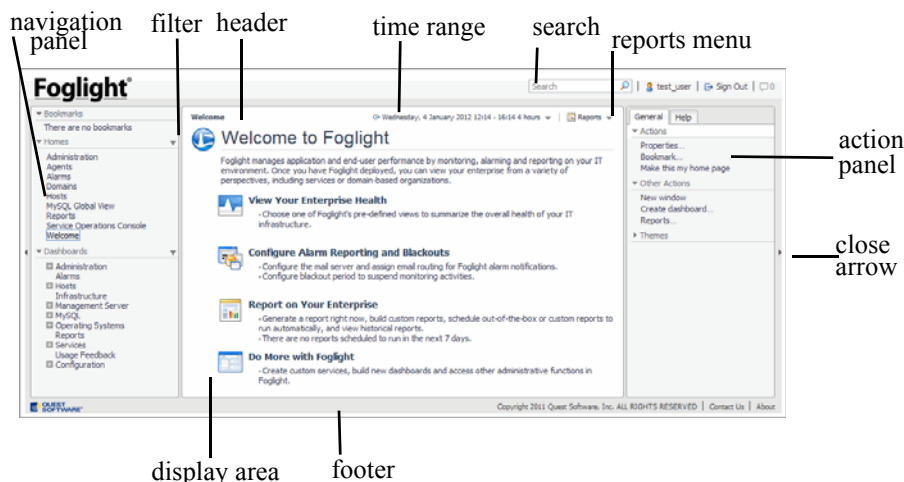 navigation panel
filter
header
time range
search
reports menu
Foglight®
Search
test_user | Sign Out | 0
Bookmarks
There are no bookmarks
Homes
Administration
Agents
Alarms
Domains
Hosts
MySQL Global View
Reports
Service Operations Console
Welcome
Dashboards
Administration
Alarms
Hosts
Infrastructure
Management Server
MySQL
Operating Systems
Reports
Services
Usage Feedback
Configuration
Welcome
Wednesday, 4 January 2012 12:14 - 16:14 4 hours | Reports
Welcome to Foglight
Foglight manages application and end-user performance by monitoring, alarming and reporting on your IT
environment. Once you have Foglight deployed, you can view your enterprise from a variety of
perspectives, including services or domain-based organizations.
View Your Enterprise Health
- Choose one of Foglight's pre-defined views to summarize the overall health of your IT
infrastructure.
Configure Alarm Reporting and Blackouts
- Configure the mail server and assign email routing for Foglight alarm notifications.
- Configure blackout period to suspend monitoring activities.
Report on Your Enterprise
- Generate a report right now, build custom reports, schedule out-of-the-box or custom reports to
run automatically, and view historical reports.
- There are no reports scheduled to run in the next 7 days.
Do More with Foglight
- Create custom services, build new dashboards and access other administrative functions in
Foglight.
General Help
Actions
Properties...
Bookmark...
Make this my home page
Other Actions
New window
Create dashboard...
Reports...
Themes
action
panel
close
arrow
QUEST
SOFTWARE®
Copyright 2011 Quest Software, Inc. ALL RIGHTS RESERVED | Contact Us | About
display area
footer